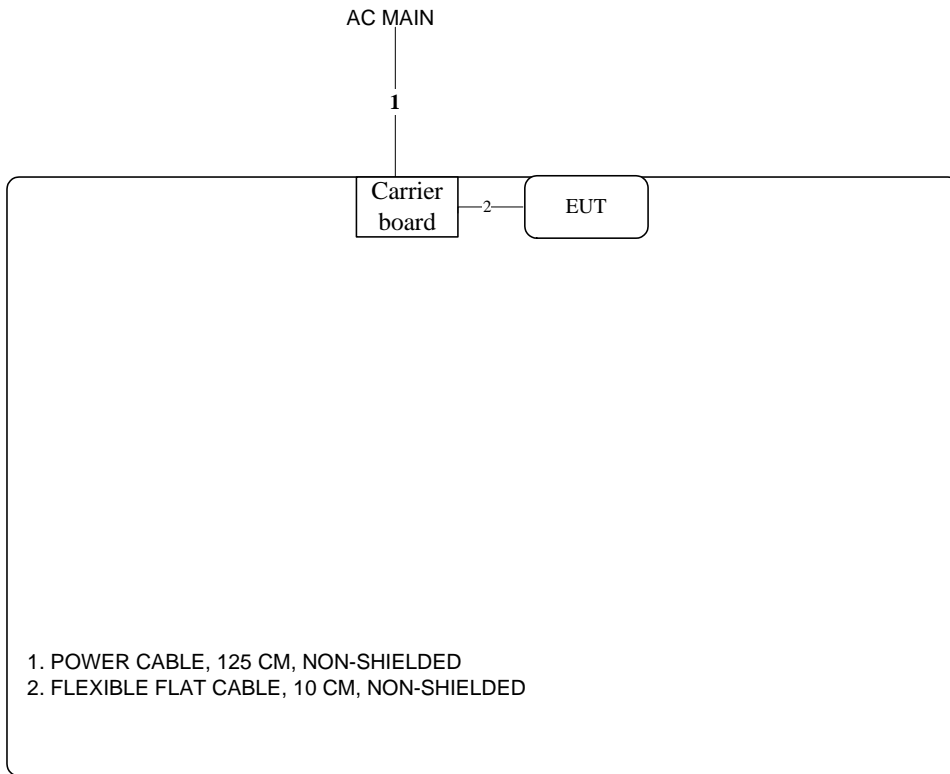 AC MAIN
1
Carrier
board
2
EUT
1. POWER CABLE, 125 CM, NON-SHIELDED
2. FLEXIBLE FLAT CABLE, 10 CM, NON-SHIELDED